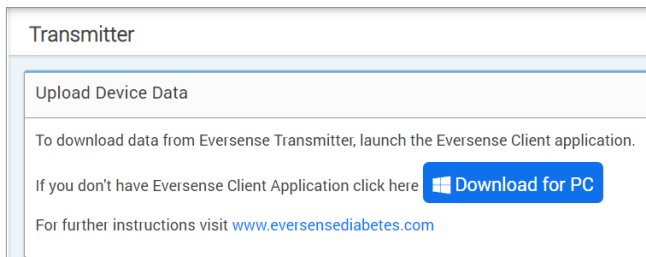 Transmitter
Upload Device Data
To download data from Eversense Transmitter, launch the Eversense Client application.
If you don't have Eversense Client Application click here Download for PC
For further instructions visit www.eversensediabetes.com